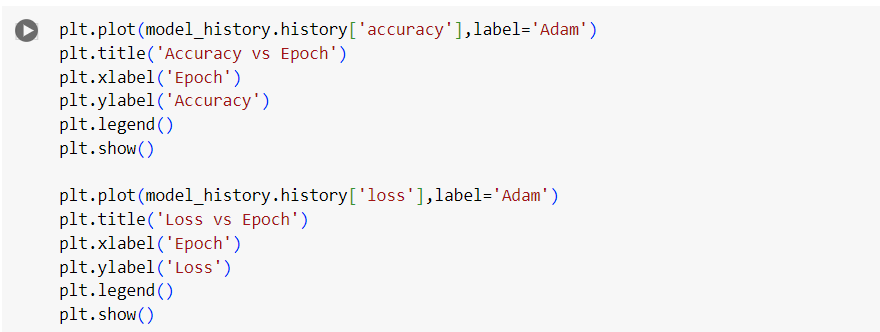 plt.plot(model_history.history['accuracy'],label='Adam')
plt.title('Accuracy vs Epoch')
plt.xlabel('Epoch')
plt.ylabel('Accuracy')
plt.legend()
plt.show()

plt.plot(model_history.history['loss'],label='Adam')
plt.title('Loss vs Epoch')
plt.xlabel('Epoch')
plt.ylabel('Loss')
plt.legend()
plt.show()